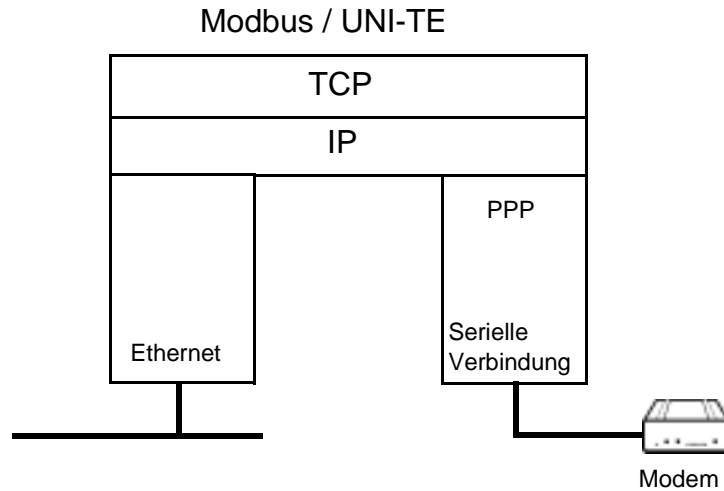 Modbus / UNI-TE
TCP
IP
PPP
Ethernet
Serielle
Verbindung
Modem